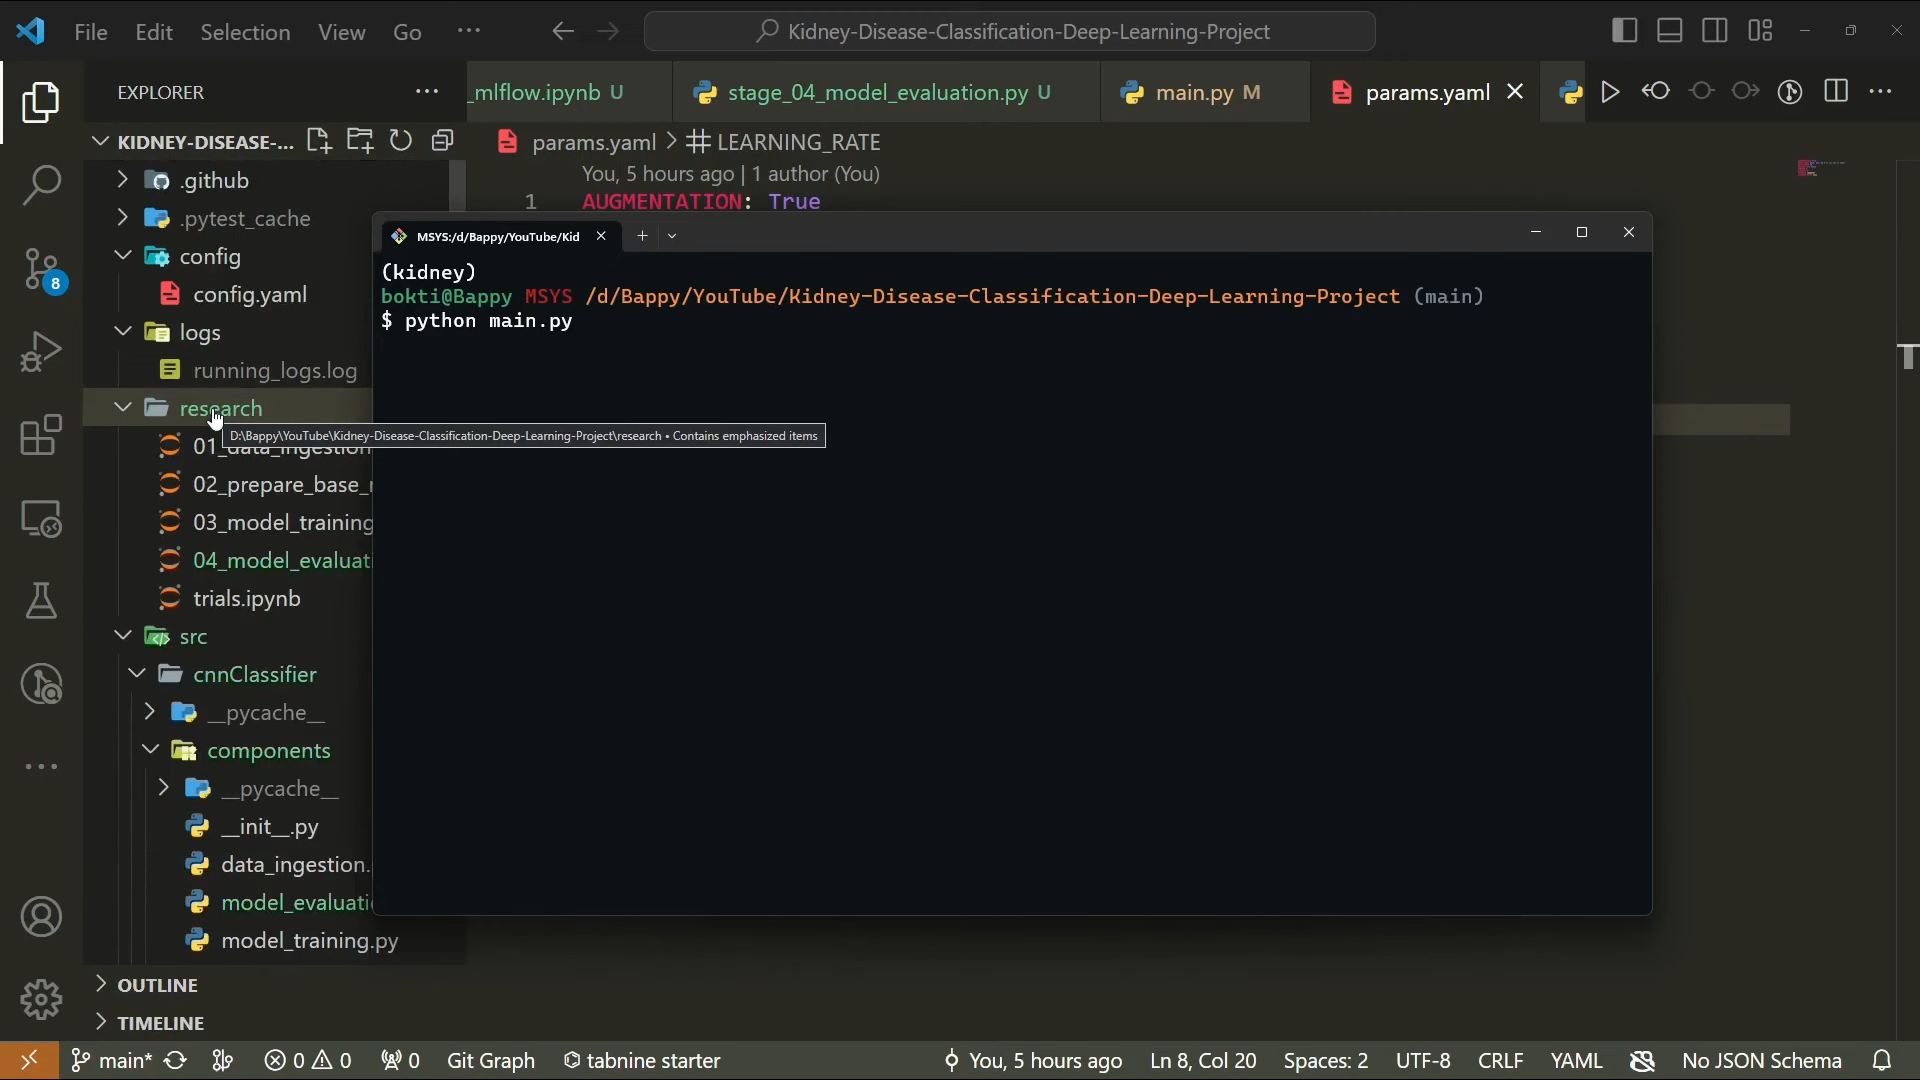 File Edit Selection View Go ...
Kidney-Disease-Classification-Deep-Learning-Project
EXPLORER
_mlflow.ipynb U
stage_04_model_evaluation.py U
main.py M
params.yaml
KIDNEY-DISEASE-...
params.yaml > # LEARNING_RATE
You, 5 hours ago | 1 author (You)
1 AUGMENTATION: True
.github
.pytest_cache
config
config.yaml
logs
running_logs.log
research
D:\Bappy\YouTube\Kidney-Disease-Classification-Deep-Learning-Project\research • Contains emphasized items
01_data_ingestion
02_prepare_base_
03_model_training
04_model_evaluat
trials.ipynb
src
cnnClassifier
__pycache__
components
__pycache__
__init__.py
data_ingestion.
model_evaluati
model_training.py
OUTLINE
TIMELINE
8
MSYS:/d/Bappy/YouTube/Kid
(kidney)
bokti@Bappy MSYS /d/Bappy/YouTube/Kidney-Disease-Classification-Deep-Learning-Project (main)
$ python main.py
main* 0 0 0 Git Graph tabnine starter You, 5 hours ago Ln 8, Col 20 Spaces: 2 UTF-8 CRLF YAML No JSON Schema